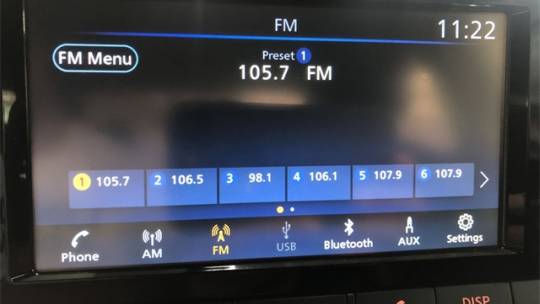 FM
11:22
FM Menu
Preset 1
105.7 FM
1 105.7 2 106.5 3 98.1 4 106.1 5 107.9 6 107.9
Phone AM FM USB Bluetooth AUX Settings
DISP